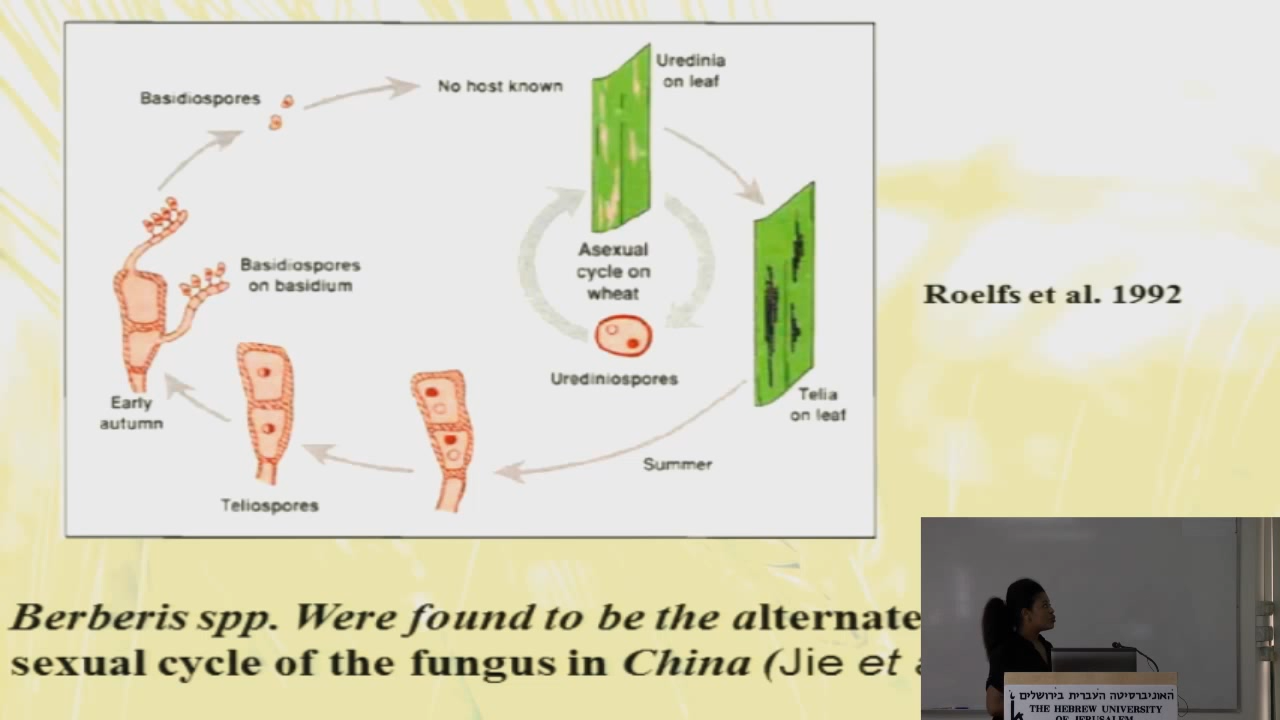 Basidiospores
No host known
Uredinia
on leaf
Basidiospores
on basidium
Asexual
cycle on
wheat
Urediniospores
Early
autumn
Telia
on leaf
Summer
Teliospores
Roelfs et al. 1992
Berberis spp. Were found to be the alternate
sexual cycle of the fungus in China (Jie et
האוניברסיטה העברית בירושלים
THE HEBREW UNIVERSITY
OF JERUSALEM